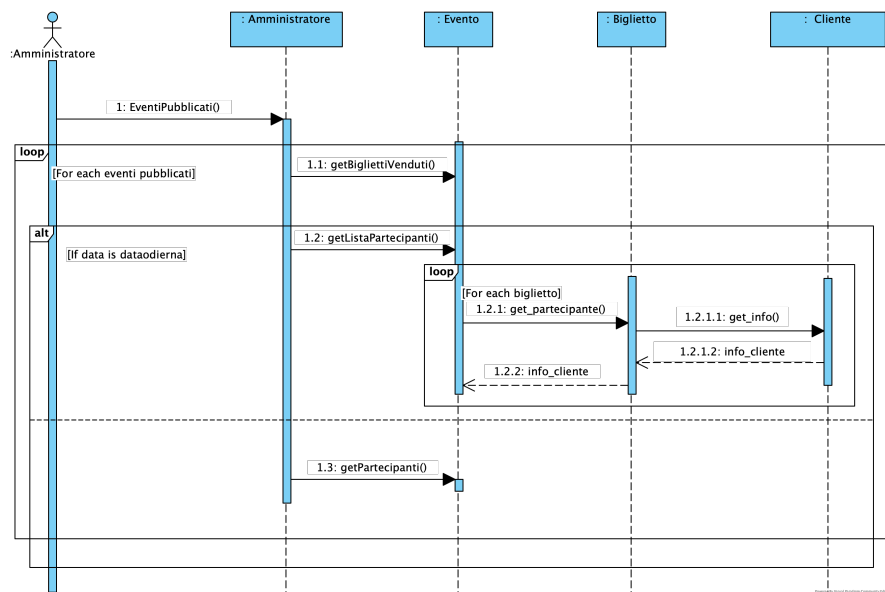 : Amministratore
: Evento
: Biglietto
: Cliente
:Amministratore
1: EventiPubblicati()
loop
[For each eventi pubblicati]
1.1: getBigliettiVenduti()
alt
[If data is dataodierna]
1.2: getListaPartecipanti()
loop
[For each biglietto]
1.2.1: get_partecipante()
1.2.1.1: get_info()
1.2.1.2: info_cliente
1.2.2: info_cliente
1.3: getPartecipanti()